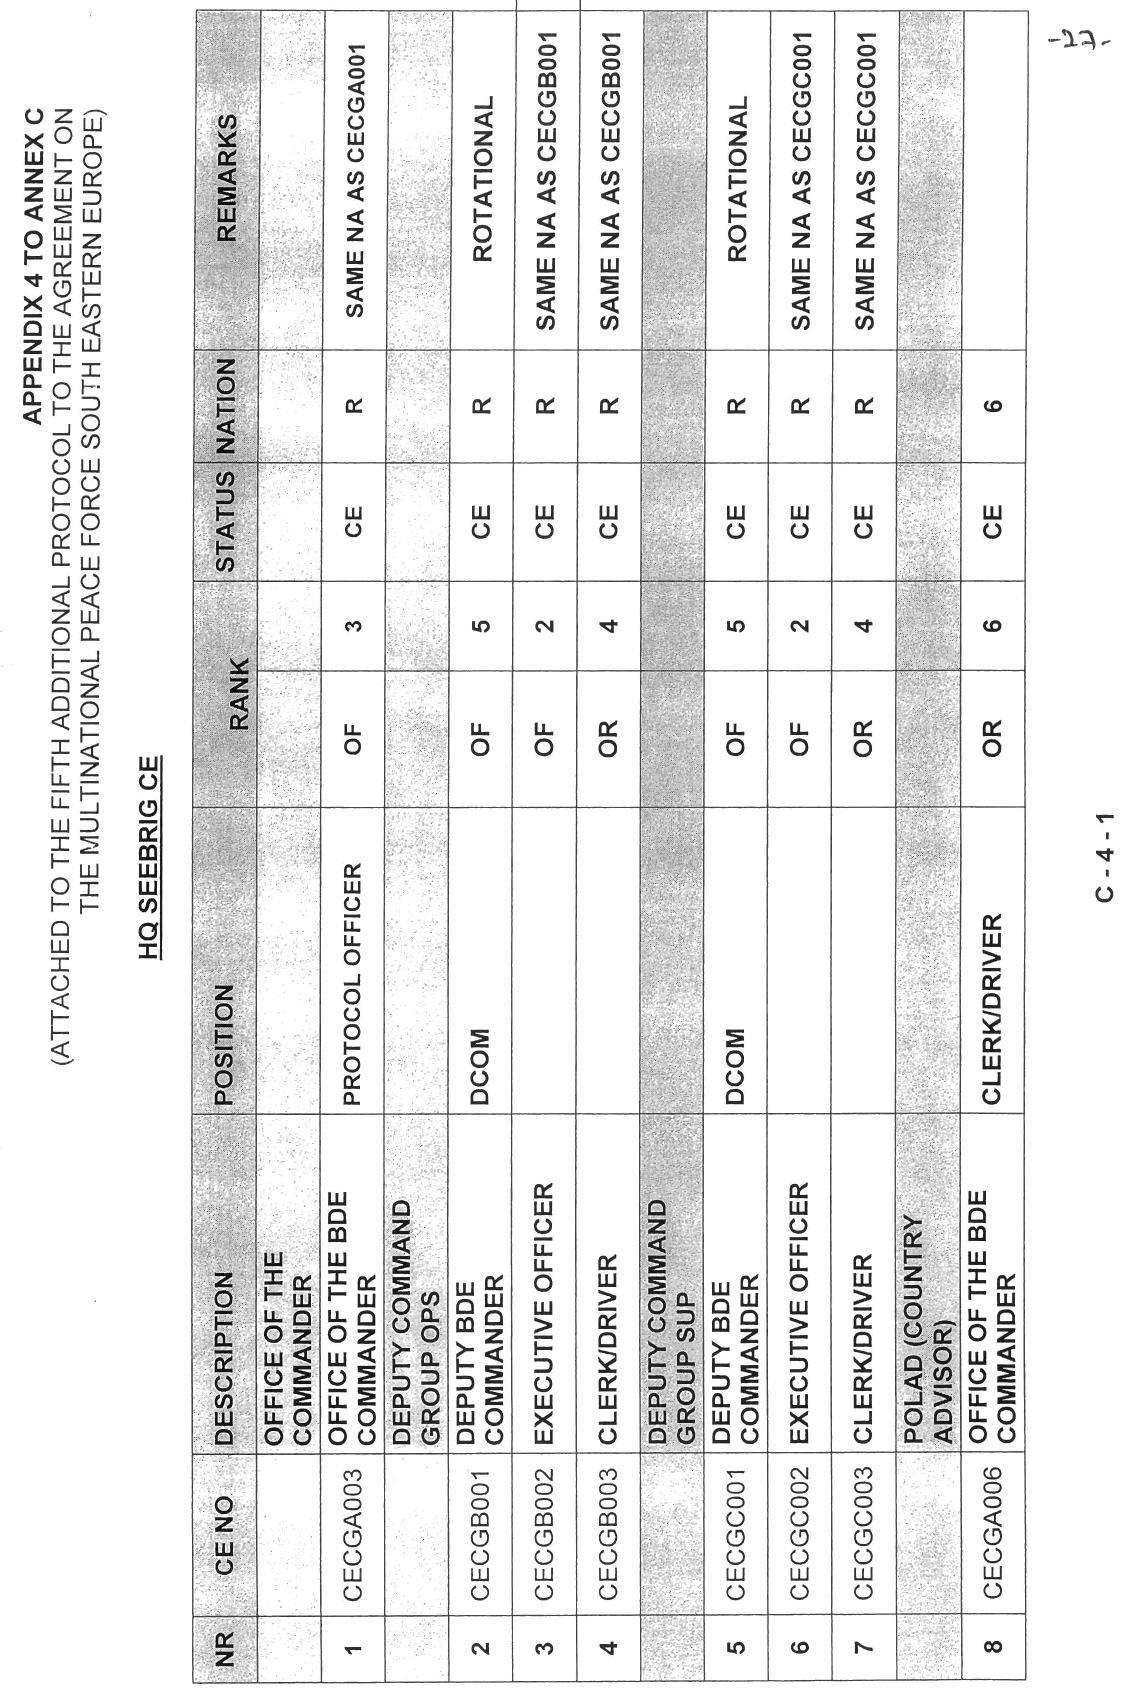 APPENDIX 4 TO ANNEX C
(ATTACHED TO THE FIFTH ADDITIONAL PROTOCOL TO THE AGREEMENT ON
THE MULTINATIONAL PEACE FORCE SOUTH EASTERN EUROPE)
HQ SEEBRIG CE
NR CE NO DESCRIPTION POSITION RANK STATUS NATION REMARKS
OFFICE OF THE
COMMANDER
1 CECGA003 OFFICE OF THE BDE
COMMANDER PROTOCOL OFFICER OF 3 CE R SAME NA AS CECGA001
DEPUTY COMMAND
GROUP OPS
2 CECGB001 DEPUTY BDE
COMMANDER DCOM OF 5 CE R ROTATIONAL
3 CECGB002 EXECUTIVE OFFICER OF 2 CE R SAME NA AS CECGB001
4 CECGB003 CLERK/DRIVER OR 4 CE R SAME NA AS CECGB001
DEPUTY COMMAND
GROUP SUP
5 CECGC001 DEPUTY BDE
COMMANDER DCOM OF 5 CE R ROTATIONAL
6 CECGC002 EXECUTIVE OFFICER OF 2 CE R SAME NA AS CECGC001
7 CECGC003 CLERK/DRIVER OR 4 CE R SAME NA AS CECGC001
POLAD (COUNTRY
ADVISOR)
8 CECGA006 OFFICE OF THE BDE
COMMANDER CLERK/DRIVER OR 6 CE 6
C - 4 - 1
-27-